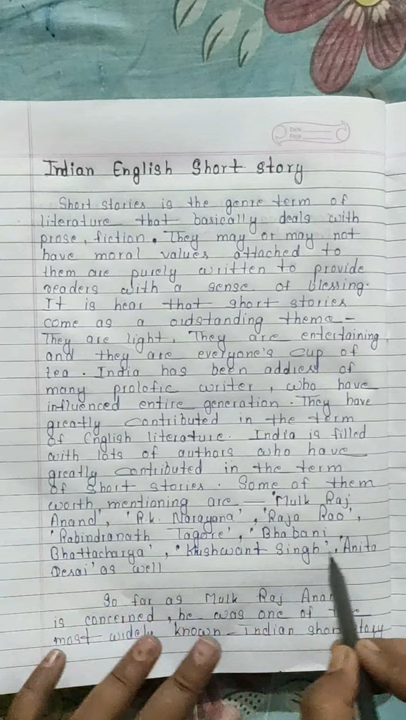 Indian English Short story
Short stories is the genre term of
literature that basically deals with
prose, fiction. They may or may not
have moral values attached to
them are purely written to provide
readers with a sense of blessing.
It is hear that short stories
come as a oudstanding theme-
They are light. They are entertaining
and they are everyone's cup of
tea. India has been address of
many prolofic writer, who have
influenced entire generation. They have
greatly contributed in the term
of English literature. India is filled
with lots of authors who have
greatly contributed in the term
of Short stories. Some of them
worth mentioning are - 'Mulk Raj
Anand, 'R.k. Narayana', 'Raja Rao',
'Rabindranath Tagore', 'Bhabani
Bhattacharya', 'Khushwant Singh', 'Anita
Desai' as well
So far as Mulk Raj Anand
is concerned, he was one of the
most widely known indian short story